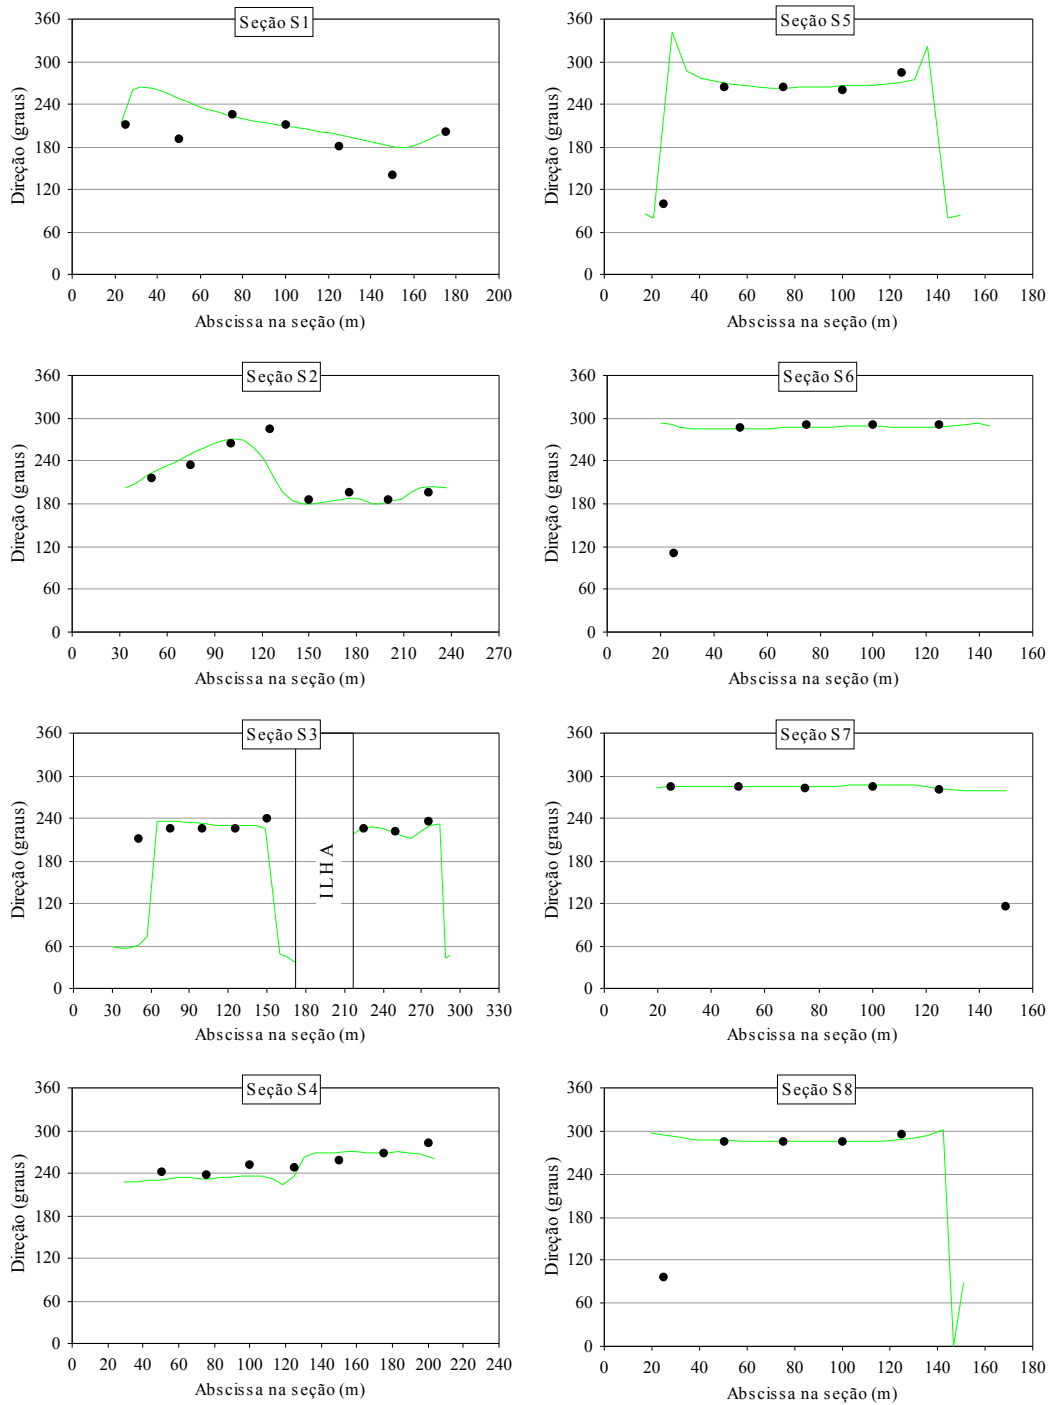 Seção S1
Direção (graus)
360
300
240
180
120
60
0
0 20 40 60 80 100 120 140 160 180 200
Abscissa na seção (m)
Seção S5
Direção (graus)
360
300
240
180
120
60
0
0 20 40 60 80 100 120 140 160 180
Abscissa na seção (m)
Seção S2
Direção (graus)
360
300
240
180
120
60
0
0 30 60 90 120 150 180 210 240 270
Abscissa na seção (m)
Seção S6
Direção (graus)
360
300
240
180
120
60
0
0 20 40 60 80 100 120 140 160
Abscissa na seção (m)
Seção S3
Direção (graus)
360
300
240
180
120
60
0
ILHA
0 30 60 90 120 150 180 210 240 270 300 330
Abscissa na seção (m)
Seção S7
Direção (graus)
360
300
240
180
120
60
0
0 20 40 60 80 100 120 140 160
Abscissa na seção (m)
Seção S4
Direção (graus)
360
300
240
180
120
60
0
0 20 40 60 80 100 120 140 160 180 200 220 240
Abscissa na seção (m)
Seção S8
Direção (graus)
360
300
240
180
120
60
0
0 20 40 60 80 100 120 140 160 180
Abscissa na seção (m)